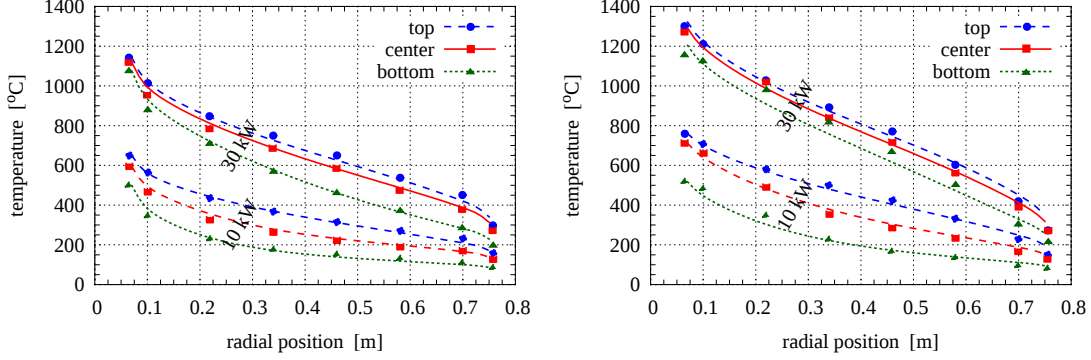 1400
1200
1000
800
600
400
200
0
temperature [°C]
top
center
bottom
30 kW
10 kW
0.0 0.1 0.2 0.3 0.4 0.5 0.6 0.7 0.8
radial position [m]
1400
1200
1000
800
600
400
200
0
temperature [°C]
top
center
bottom
30 kW
10 kW
0.0 0.1 0.2 0.3 0.4 0.5 0.6 0.7 0.8
radial position [m]